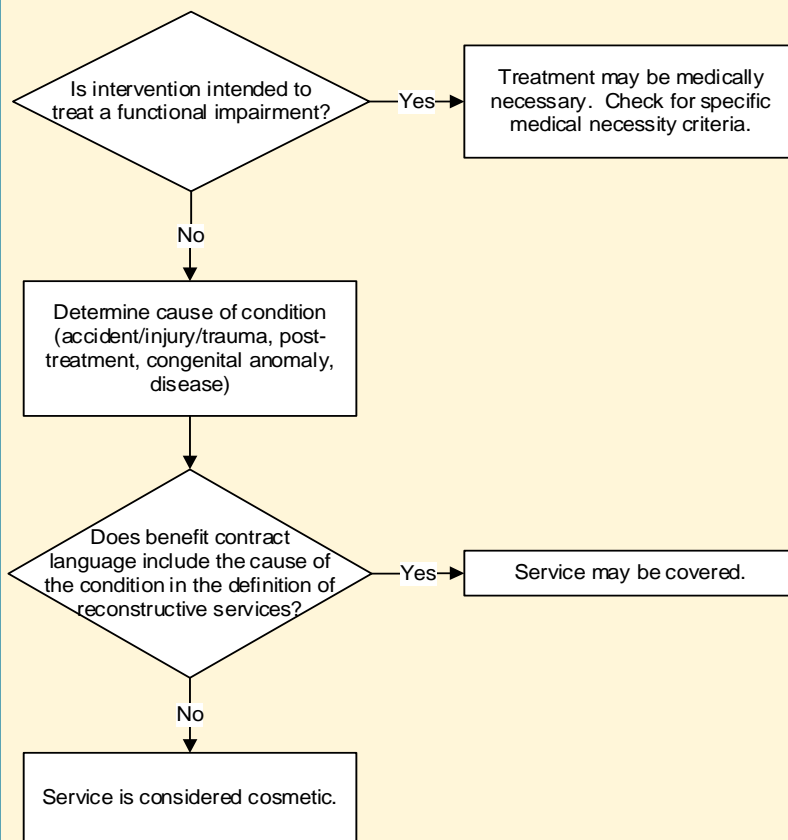 Is intervention intended to
treat a functional impairment?
Yes
Treatment may be medically
necessary.  Check for specific
medical necessity criteria.
No
Determine cause of condition
(accident/injury/trauma, post-
treatment, congenital anomaly,
disease)
Does benefit contract
language include the cause of
the condition in the definition of
reconstructive services?
Yes
Service may be covered.
No
Service is considered cosmetic.